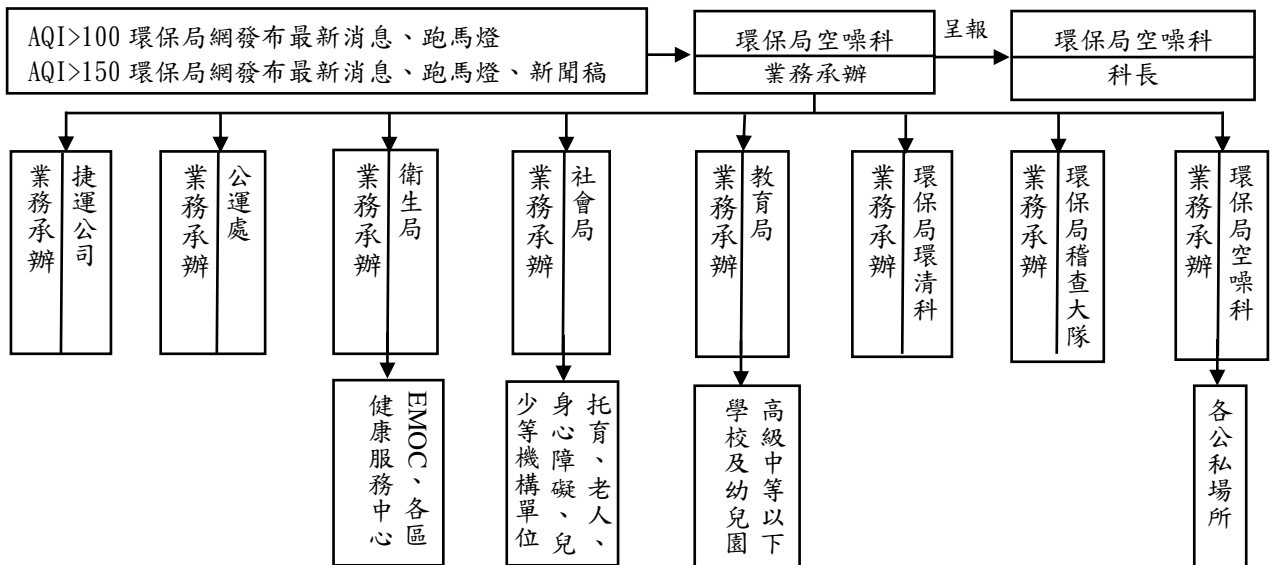 AQI>100 環保局網發布最新消息、跑馬燈
AQI>150 環保局網發布最新消息、跑馬燈、新聞稿
環保局空噪科
業務承辦
呈報
環保局空噪科
科長
捷運公司
業務承辦
公運處
業務承辦
衛生局
業務承辦
社會局
業務承辦
教育局
業務承辦
環保局環清科
業務承辦
環保局稽查大隊
業務承辦
環保局空噪科
業務承辦
EMOC、各區
健康服務中心
托育、老人、
身心障礙、兒
少等機構單位
高級中等以下
學校及幼兒園
各公私場所